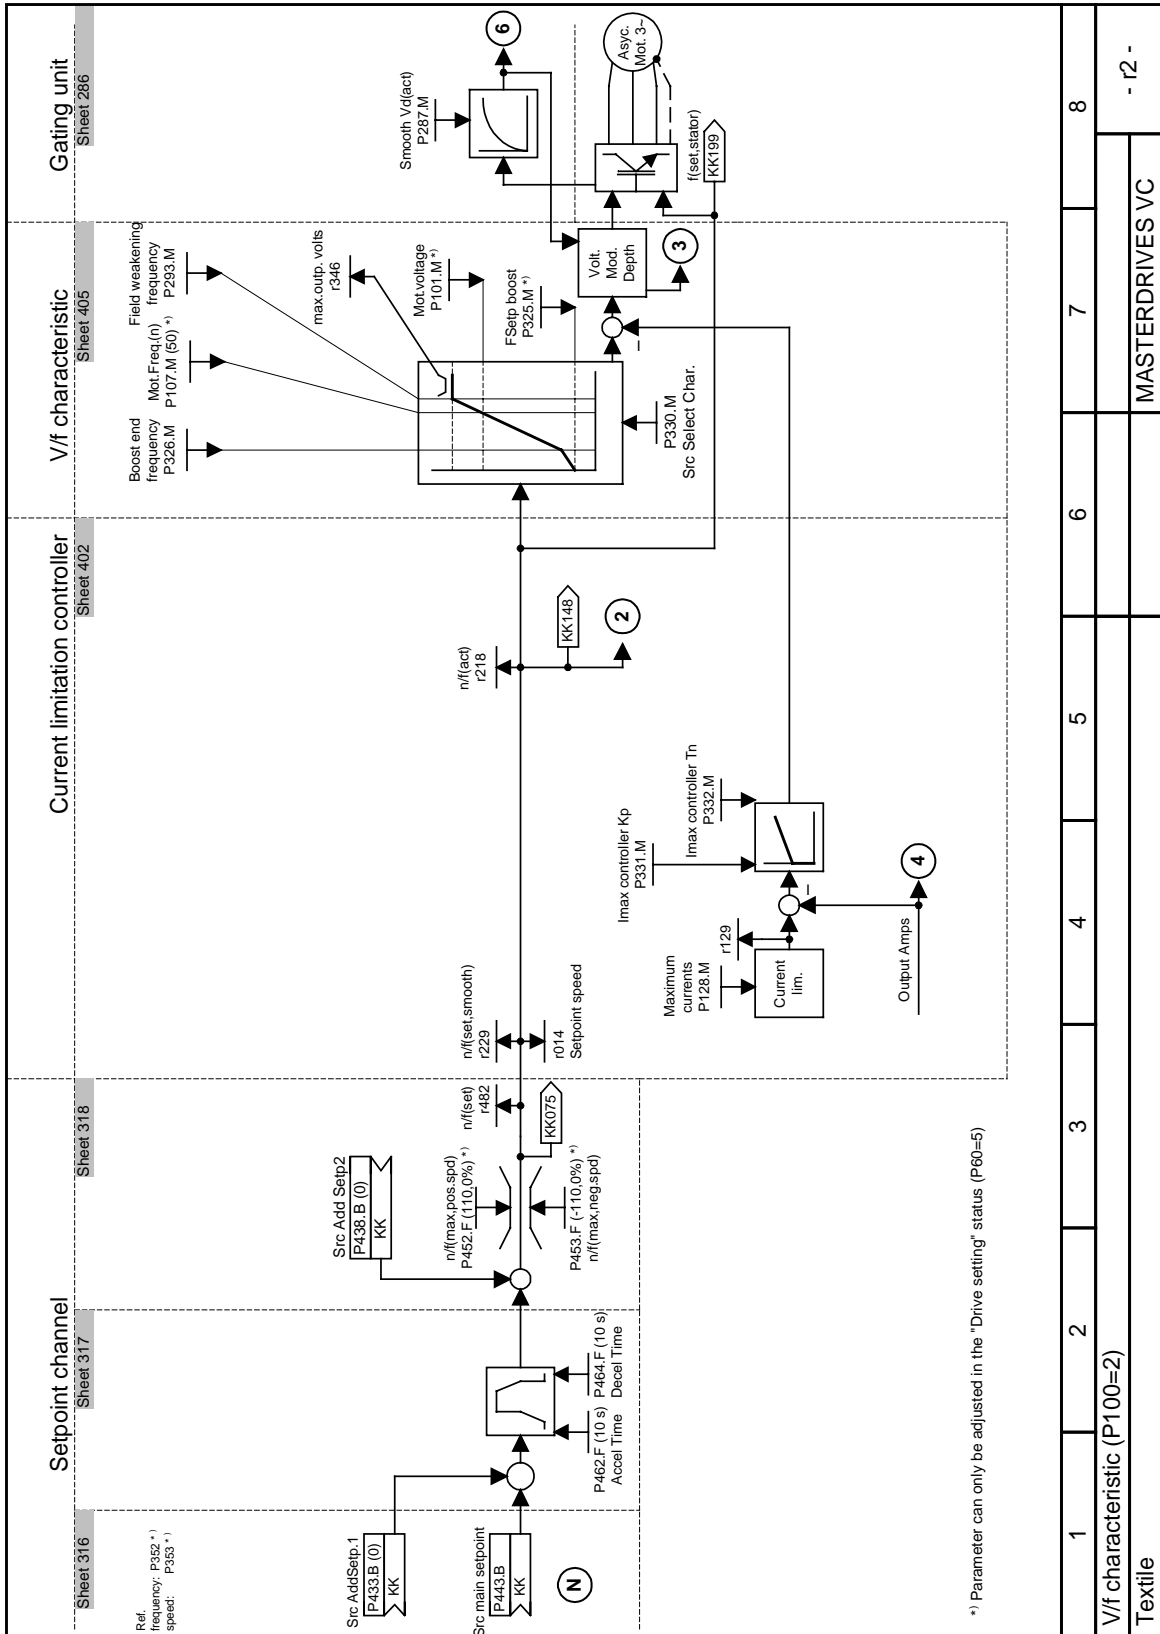 Setpoint channel
Current limitation controller
V/f characteristic
Gating unit
Sheet 316
Sheet 317
Sheet 318
Sheet 402
Sheet 405
Sheet 286
Ref.
frequency: P352 *)
speed: P353 *)
Src AddSetp.1
P433.B (0)
KK
Src main setpoint
P443.B
KK
N
P462.F (10 s)
Accel Time
P464.F (10 s)
Decel Time
Src Add Setp2
P438.B (0)
KK
n/f(max,pos.spd)
P452.F (110,0%) *)
P453.F (-110,0%) *)
n/f(max,neg.spd)
n/f(set)
r482
KK075
n/f(set,smooth)
r229
r014
Setpoint speed
Maximum
currents
P128.M
r129
Current
lim.
Output Amps
4
Imax controller Kp
P331.M
Imax controller Tn
P332.M
n/f(act)
r218
KK148
2
Boost end
frequency
P326.M
Mot.Freq,(n)
P107.M (50) *)
Field weakening
frequency
P293.M
max.outp. volts
r346
Mot.voltage
P101.M *)
FSetp boost
P325.M *)
P330.M
Src Select Char.
Volt.
Mod.
Depth
3
Smooth Vd(act)
P287.M
6
Asyc.
Mot. 3~
f(set,stator)
KK199
*) Parameter can only be adjusted in the "Drive setting" status (P60=5)
1
2
3
4
5
6
7
8
V/f characteristic (P100=2)
Textile
MASTERDRIVES VC
- r2 -